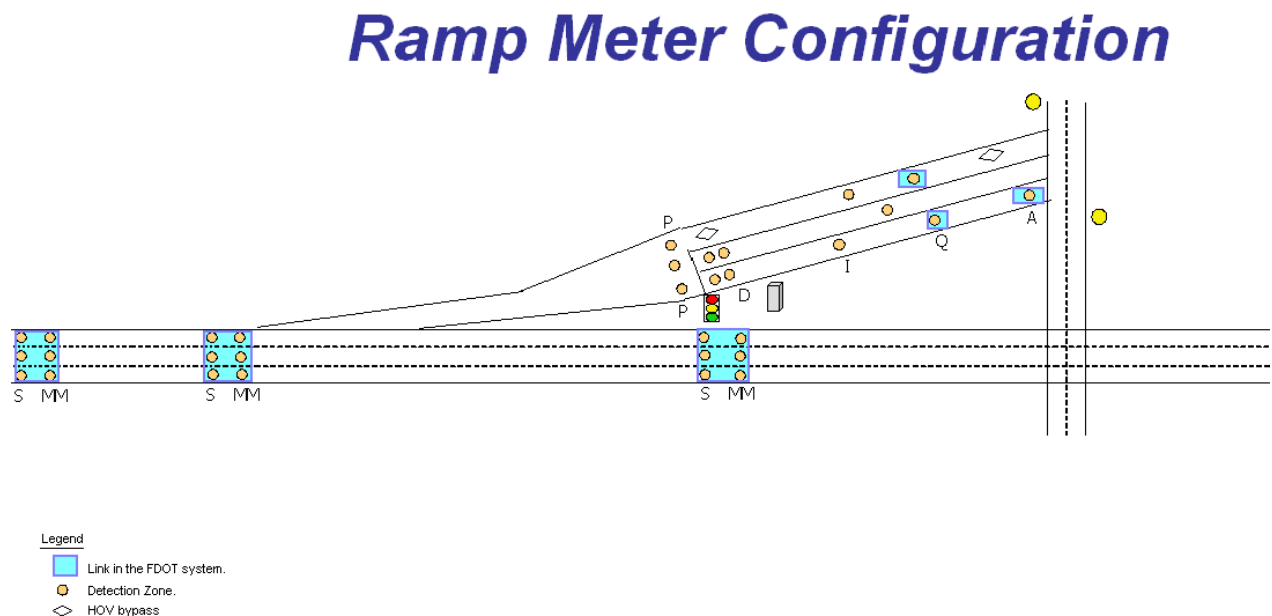 Ramp Meter Configuration
P
Q
A
I
D
P
S MM
S MM
S MM
Legend
Link in the FDOT system.
Detection Zone.
HOV bypass